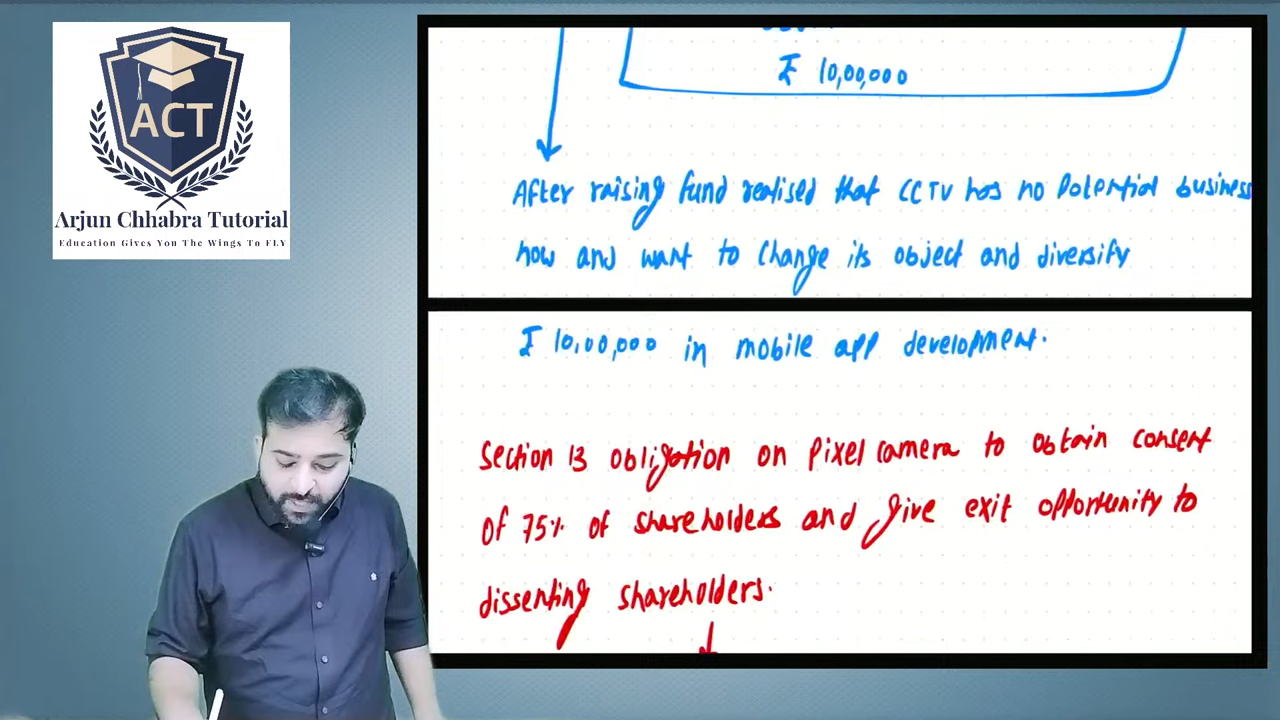 ACT
Arjun Chhabra Tutorial
Education Gives You The Wings To FLY
₹ 10,00,000
After raising fund realised that CCTV has no Potential business
now and want to change its object and diversify
₹ 10,00,000 in mobile app development.
Section 13 obligation on Pixel camera to obtain consent
of 75% of shareholders and give exit opportunity to
dissenting shareholders.